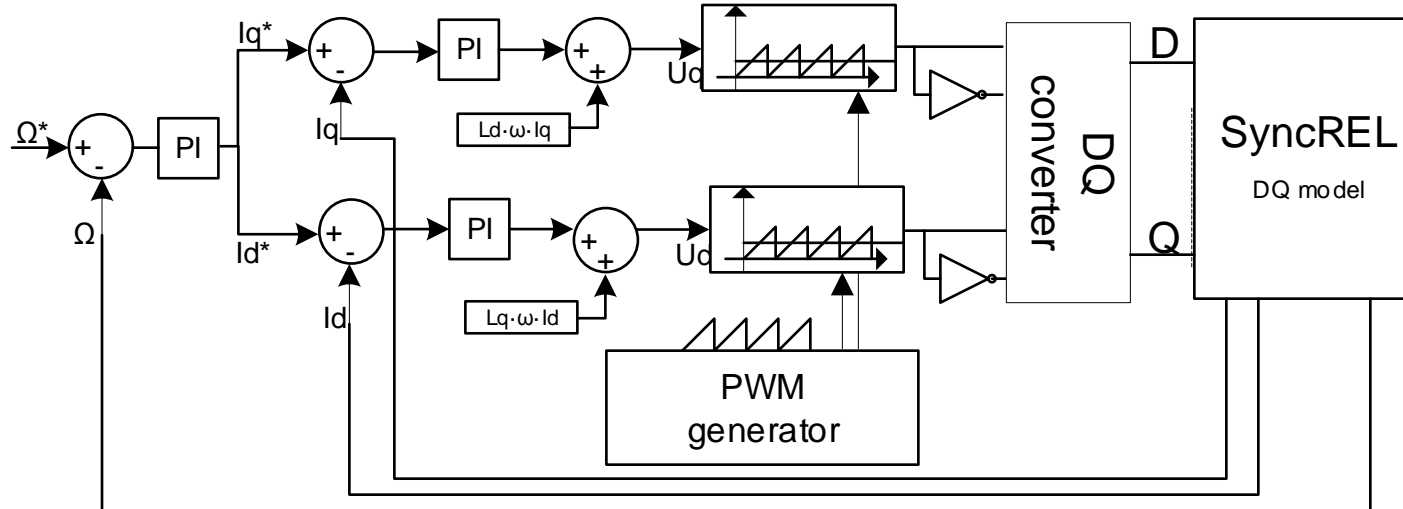 Iq*
+
-
PI
+
+
Uq
Ld·ω·Iq
Iq
Ω*
+
-
PI
Ω
Id*
+
-
PI
+
+
Ud
Lq·ω·Id
Id
DQ
converter
D
Q
SyncREL
DQ model
PWM
generator